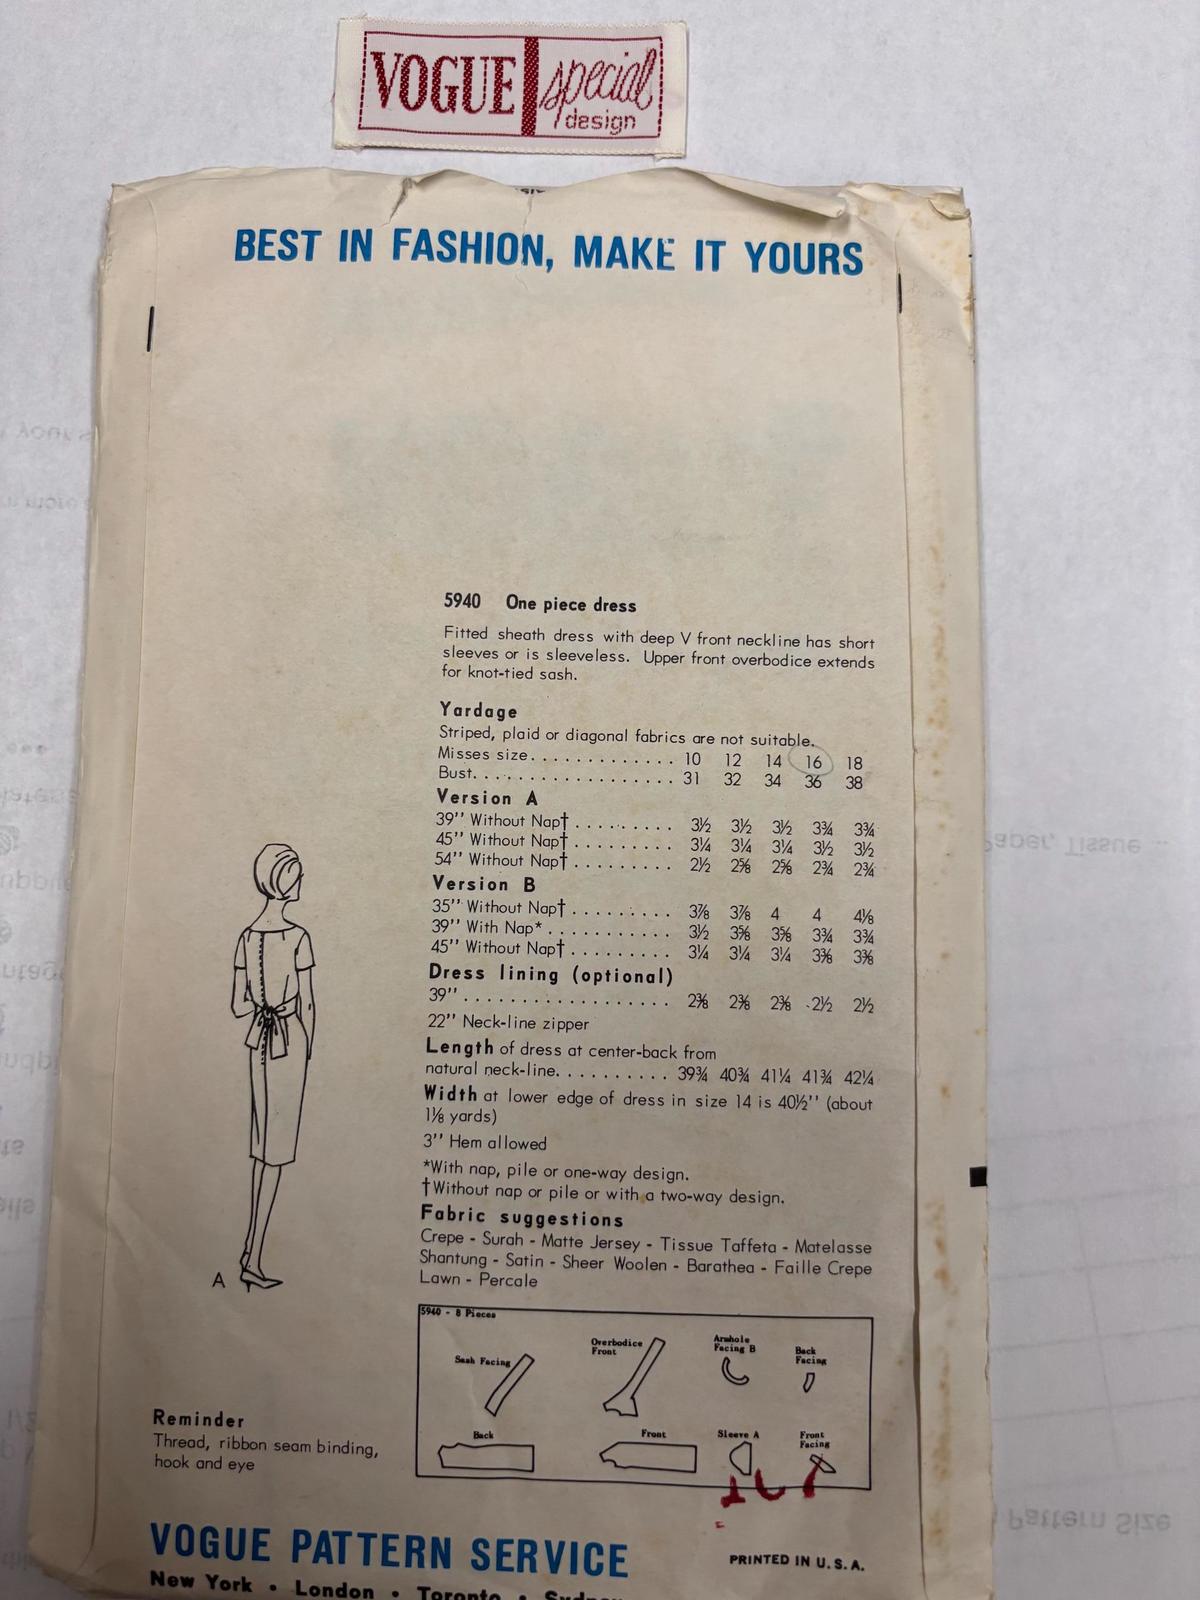 VOGUE special
design
BEST IN FASHION, MAKE IT YOURS
5940 One piece dress
Fitted sheath dress with deep V front neckline has short
sleeves or is sleeveless. Upper front overbodice extends
for knot-tied sash.
Yardage
Striped, plaid or diagonal fabrics are not suitable.
Misses size. . . . . . . . . . . . . 10 12 14 16 18
Bust. . . . . . . . . . . . . . . . . . 31 32 34 36 38
Version A
39" Without Nap† . . . . . . . . . . 3½ 3½ 3½ 3¾ 3¾
45" Without Nap† . . . . . . . . . . 3¼ 3¼ 3¼ 3½ 3½
54" Without Nap† . . . . . . . . . . 2½ 2⅝ 2⅝ 2¾ 2¾
Version B
35" Without Nap† . . . . . . . . . . 3⅞ 3⅞ 4 4 4⅛
39" With Nap* . . . . . . . . . . . . 3½ 3⅝ 3⅝ 3¾ 3¾
45" Without Nap† . . . . . . . . . . 3¼ 3¼ 3¼ 3⅜ 3⅜
Dress lining (optional)
39" . . . . . . . . . . . . . . . . . . 2⅜ 2⅜ 2⅜ 2½ 2½
22" Neck-line zipper
Length of dress at center-back from
natural neck-line. . . . . . . . . . 39¾ 40¾ 41¼ 41¾ 42¼
Width at lower edge of dress in size 14 is 40½" (about
1⅛ yards)
3" Hem allowed
*With nap, pile or one-way design.
†Without nap or pile or with a two-way design.
Fabric suggestions
Crepe - Surah - Matte Jersey - Tissue Taffeta - Matelasse
Shantung - Satin - Sheer Woolen - Barathea - Faille Crepe
Lawn - Percale
A
5940 - 8 Pieces
Sash Facing
Overbodice
Front
Armhole
Facing B
Back
Facing
Back
Front
Sleeve A
Front
Facing
Reminder
Thread, ribbon seam binding,
hook and eye
VOGUE PATTERN SERVICE
PRINTED IN U.S.A.
New York • London • Toronto • Sydney